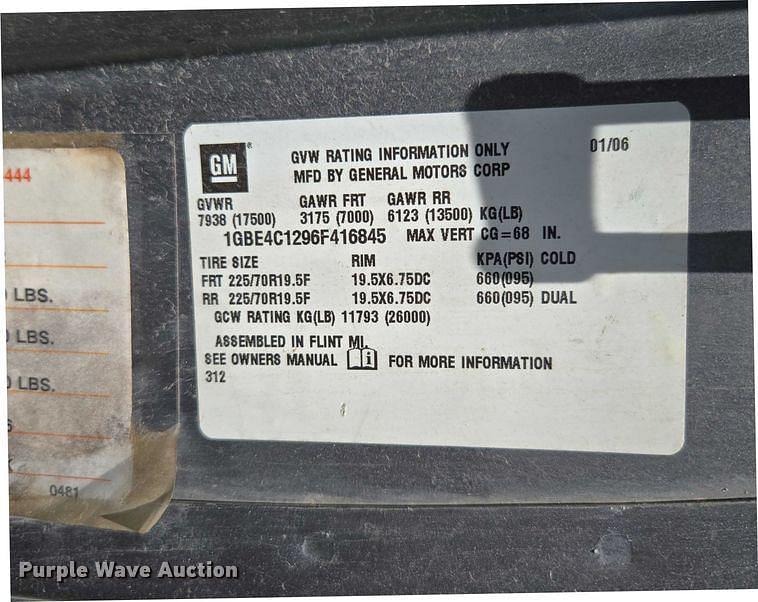 GM ®
GVW RATING INFORMATION ONLY 01/06
MFD BY GENERAL MOTORS CORP
GVWR GAWR FRT GAWR RR
7938 (17500) 3175 (7000) 6123 (13500) KG(LB)
1GBE4C1296F416845 MAX VERT CG=68 IN.
TIRE SIZE RIM KPA(PSI) COLD
FRT 225/70R19.5F 19.5X6.75DC 660(095)
RR 225/70R19.5F 19.5X6.75DC 660(095) DUAL
GCW RATING KG(LB) 11793 (26000)
ASSEMBLED IN FLINT MI.
SEE OWNERS MANUAL i FOR MORE INFORMATION
312
444
LBS.
LBS.
LBS.
0481
Purple Wave Auction